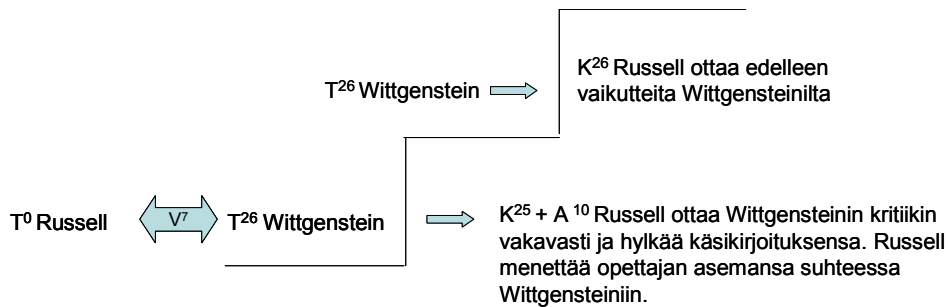 T²⁶ Wittgenstein
K²⁶ Russell ottaa edelleen
vaikutteita Wittgensteinilta
T⁰ Russell
V⁷
T²⁶ Wittgenstein
K²⁵ + A ¹⁰ Russell ottaa Wittgensteinin kritiikin
vakavasti ja hylkää käsikirjoituksensa. Russell
menettää opettajan asemansa suhteessa
Wittgensteiniin.